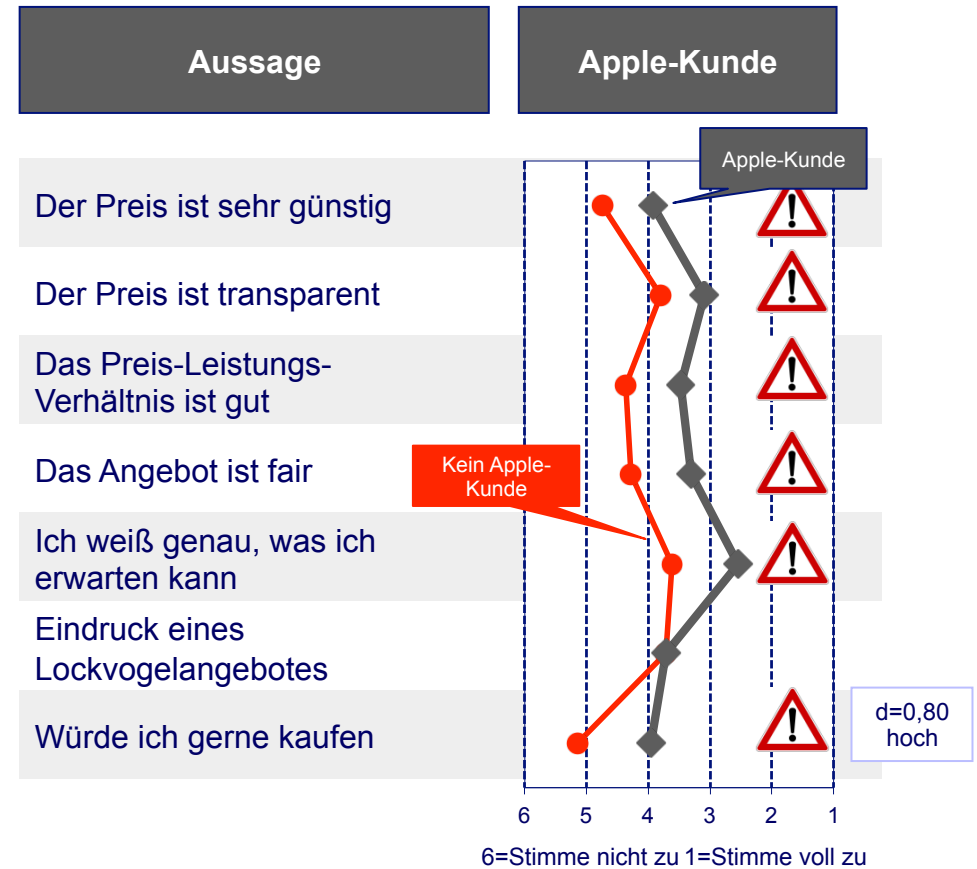 Aussage
Apple-Kunde
Apple-Kunde
Der Preis ist sehr günstig
Der Preis ist transparent
Das Preis-Leistungs-
Verhältnis ist gut
Das Angebot ist fair
Kein Apple-
Kunde
Ich weiß genau, was ich
erwarten kann
Eindruck eines
Lockvogelangebotes
Würde ich gerne kaufen
d=0,80
hoch
6 5 4 3 2 1
6=Stimme nicht zu 1=Stimme voll zu